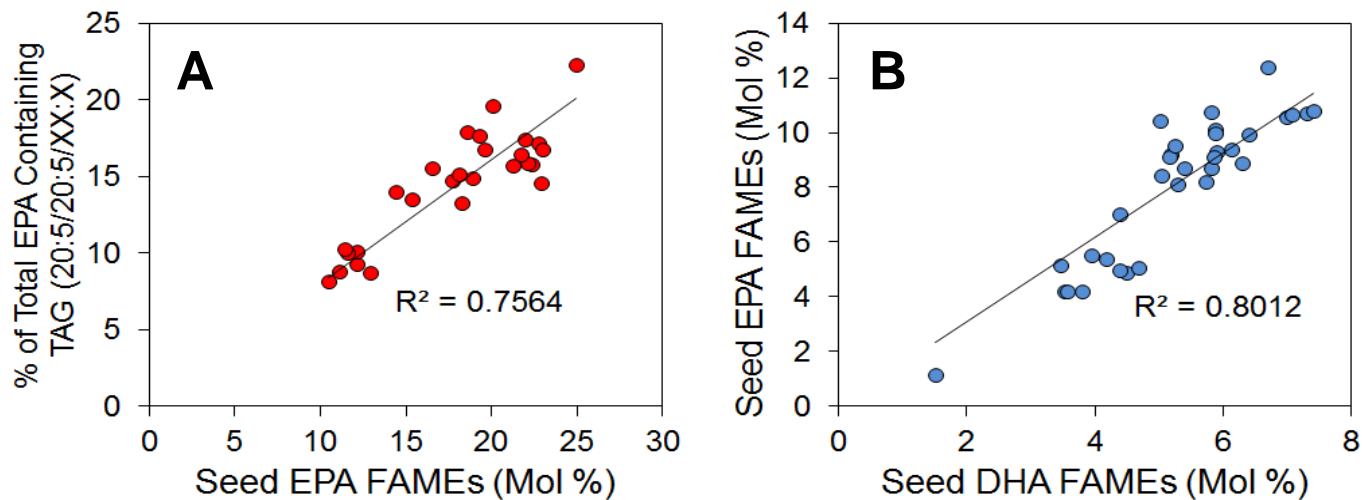 % of Total EPA Containing
TAG (20:5/20:5/XX:X)
25
20
15
10
5
0
A
R² = 0.7564
0
5
10
15
20
25
30
Seed EPA FAMEs (Mol %)
Seed EPA FAMEs (Mol %)
14
12
10
8
6
4
2
0
B
R² = 0.8012
0
2
4
6
8
Seed DHA FAMEs (Mol %)